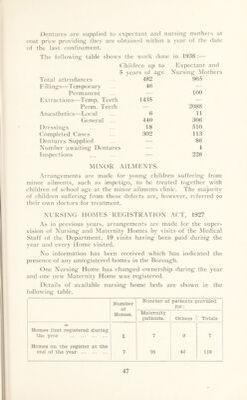 Dentures are supplied to expectant and nursing mothers at
cost price providing they are obtained within a year of the date
of the last confinement.
The following table shows the work done in 1938:—
Children up to Expectant and
5 years of age Nursing Mothers
Total attendances ... 482 965
Fillings—Temporary ... 46 —
Permanent ... — 100
Extractions—Temp. Teeth 1435 —
Perm. Teeth — 2088
Anæsthetics—Local ... 6 11
General ... 440 306
Dressings ... 18 510
Completed Cases ... 302 113
Dentures Supplied ... — 86
Number awaiting Dentures — 4
Inspections ... — 228
MINOR AILMENTS.
Arrangements are made for young children suffering from
minor ailments, such as impetigo, to be treated together with
children of school age at the minor ailments clinic. The majority
of children suffering from these defects are, however, referred to
their own doctors for treatment.
NURSING HOMES REGISTRATION ACT, 1927
As in previous years, arrangements are made for the super-
vision of Nursing and Maternity Homes by visits of the Medical
Staff of the Department, 19 visits having been paid during the
year and every Home visited.
No information has been received which has indicated the
presence of any unregistered homes in the Borough.
One Nursing Home has changed ownership during the year
and one new Maternity Home was registered.
Details of available nursing home beds are shown in the
following table.
Number of Homes. Number of patients provided for:
Maternity patients. Others Totals
Homes first registered during
the year ... 2 7 0 7
Homes on the register at the
end of the year ... 7
47